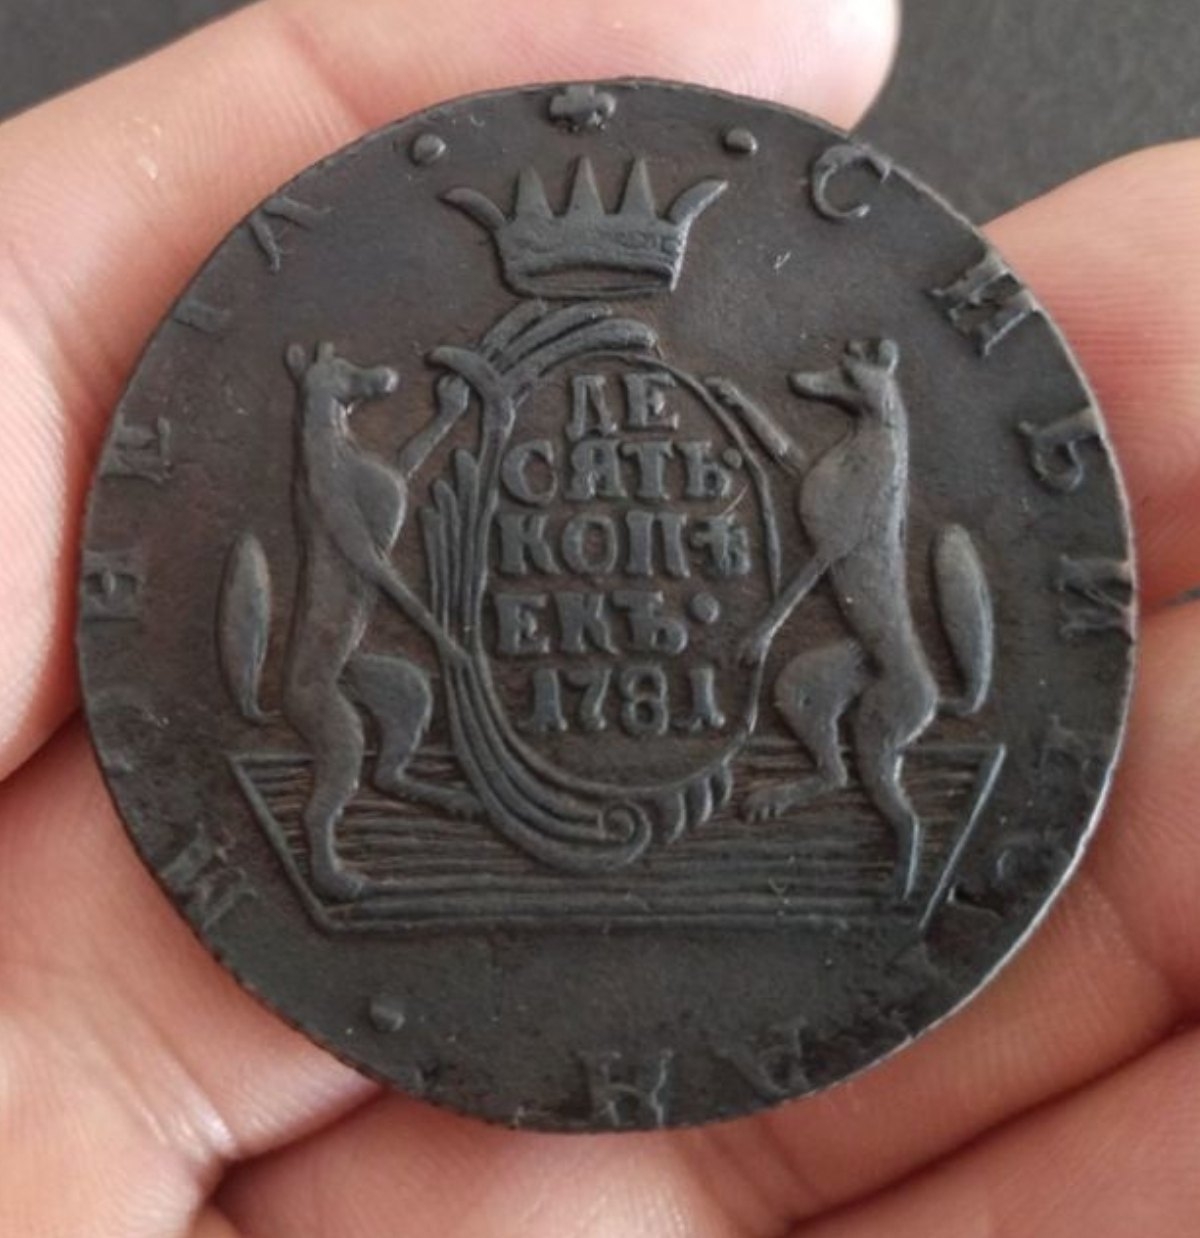 ДЕ
СЯТЬ·
КОПѢ
ЕКЪ·
1781
СИБИРСКАЯ · МОНЕТА